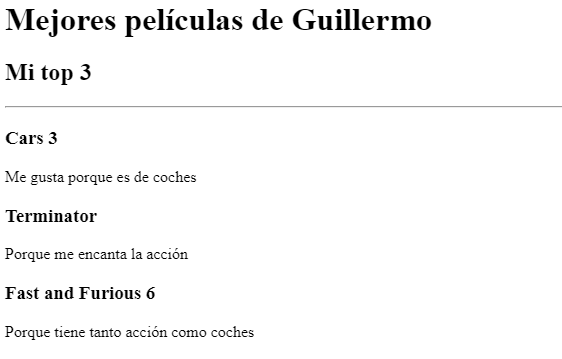 Mejores películas de Guillermo
Mi top 3
Cars 3
Me gusta porque es de coches
Terminator
Porque me encanta la acción
Fast and Furious 6
Porque tiene tanto acción como coches